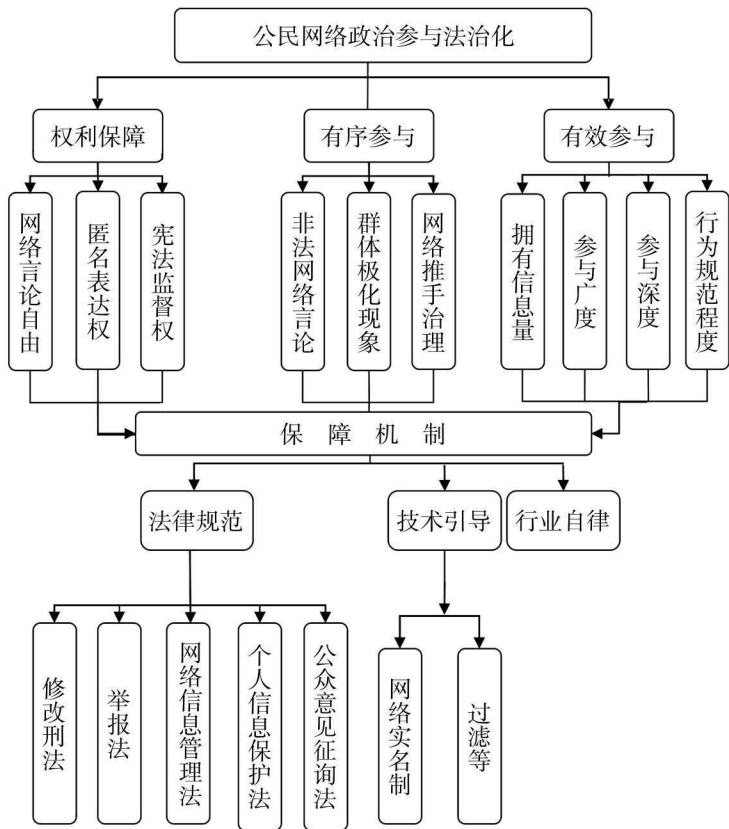 公民网络政治参与法治化
权利保障
有序参与
有效参与
网络言论自由
匿名表达权
宪法监督权
非法网络言论
群体极化现象
网络推手治理
拥有信息量
参与广度
参与深度
行为规范程度
保障机制
法律规范
技术引导
行业自律
修改刑法
举报法
网络信息管理法
个人信息保护法
公众意见征询法
网络实名制
过滤等